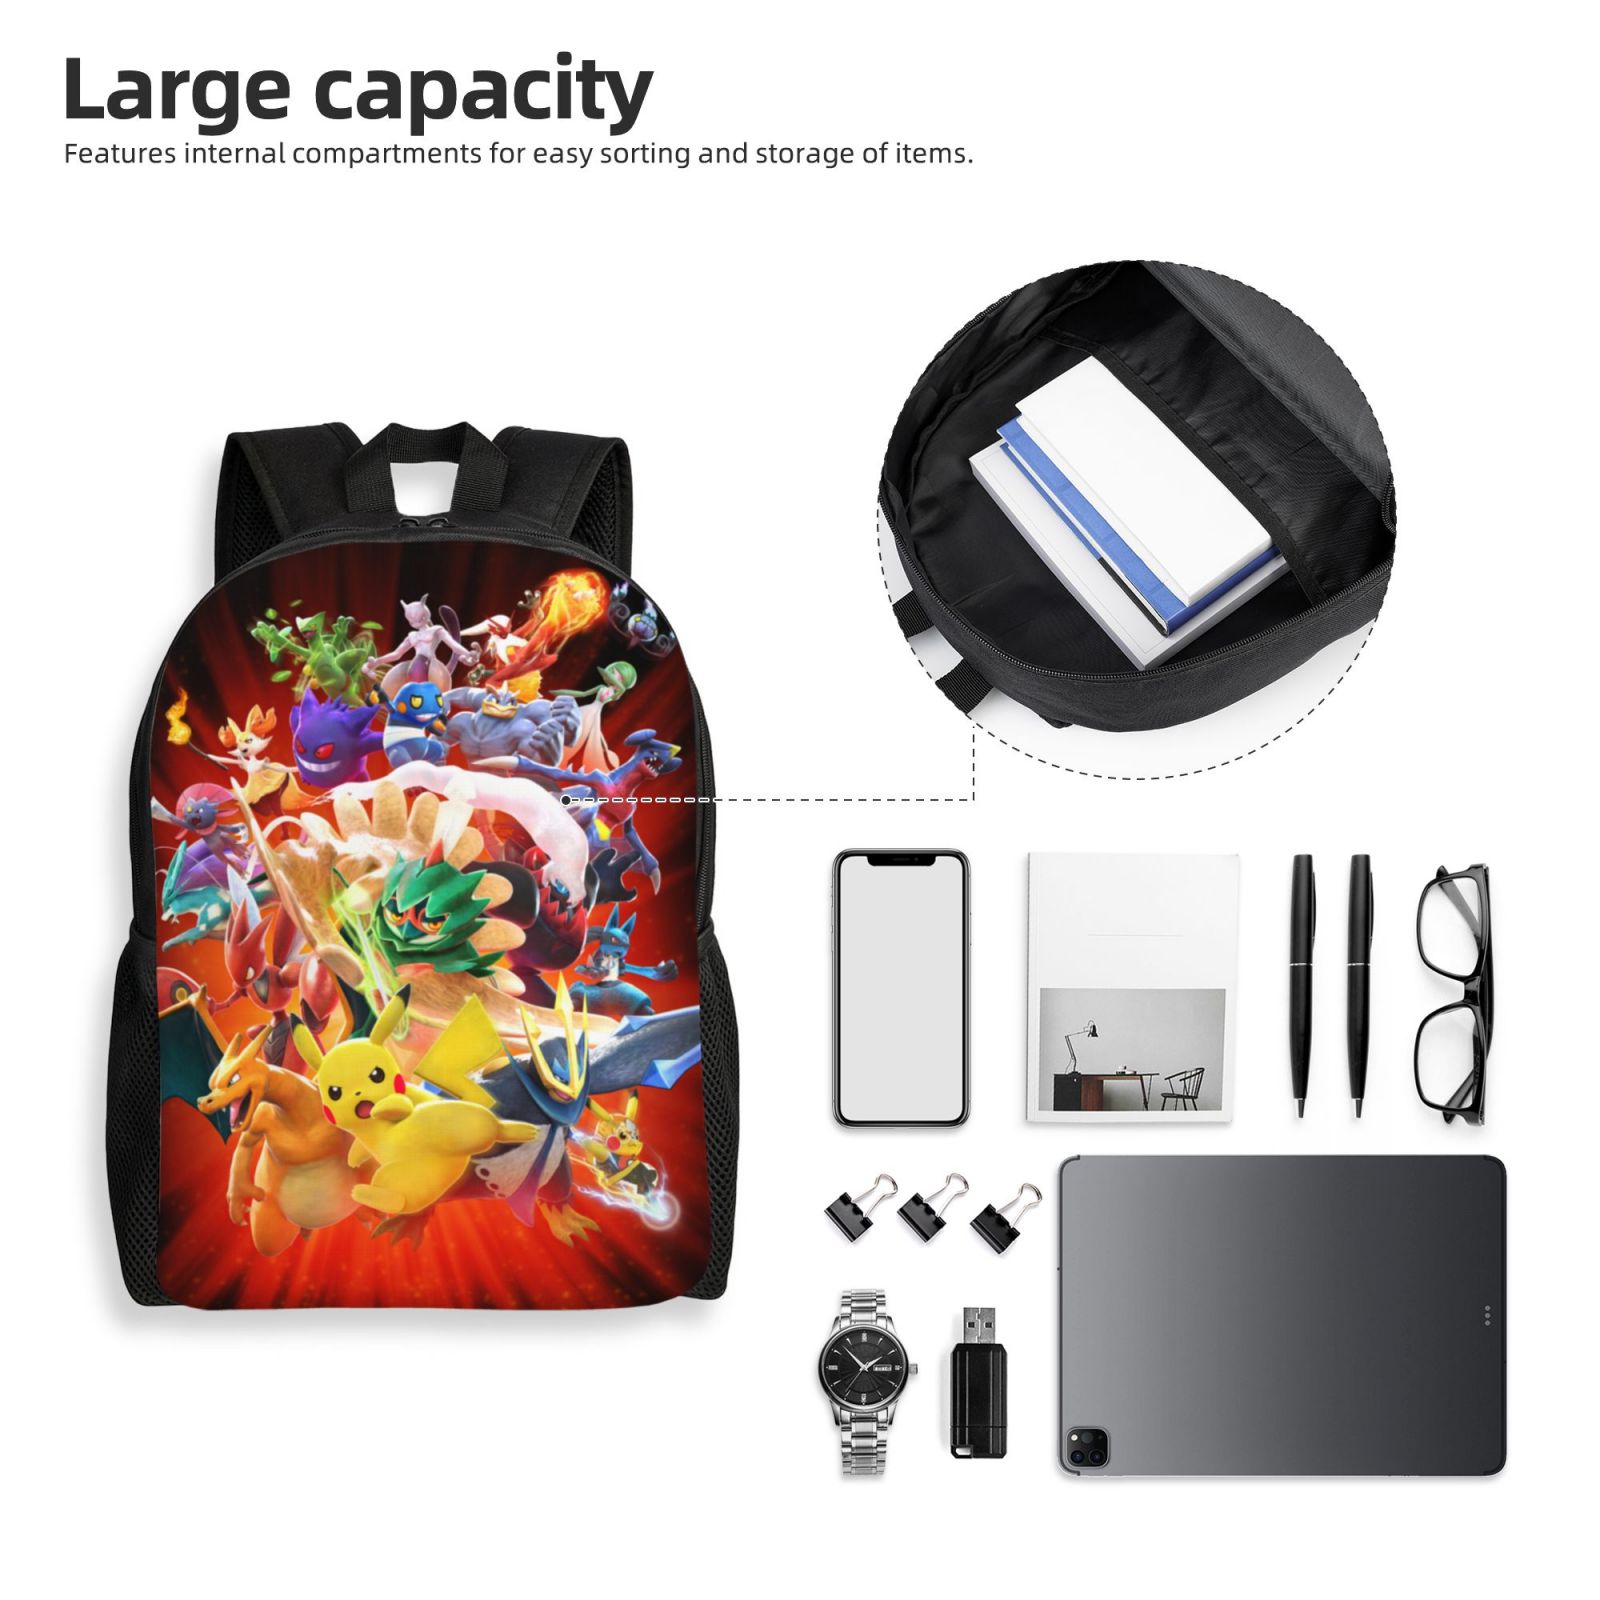 Large capacity
Features internal compartments for easy sorting and storage of items.